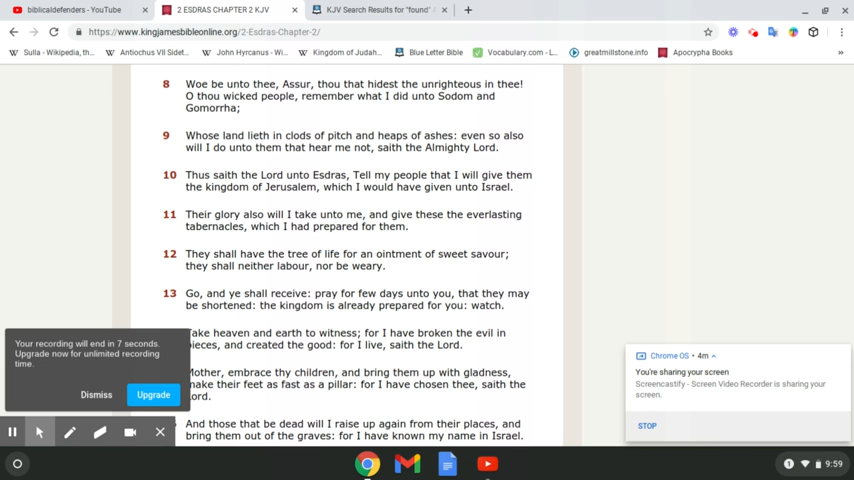 biblicaldefenders - YouTube
2 ESDRAS CHAPTER 2 KJV
KJV Search Results for "found"
https://www.kingjamesbibleonline.org/2-Esdras-Chapter-2/
Sulla - Wikipedia, th...
Antiochus VII Sidet...
John Hyrcanus - Wi...
Kingdom of Judah...
Blue Letter Bible
Vocabulary.com - L...
greatmillstone.info
Apocrypha Books
8 Woe be unto thee, Assur, thou that hidest the unrighteous in thee!
O thou wicked people, remember what I did unto Sodom and
Gomorrha;
9 Whose land lieth in clods of pitch and heaps of ashes: even so also
will I do unto them that hear me not, saith the Almighty Lord.
10 Thus saith the Lord unto Esdras, Tell my people that I will give them
the kingdom of Jerusalem, which I would have given unto Israel.
11 Their glory also will I take unto me, and give these the everlasting
tabernacles, which I had prepared for them.
12 They shall have the tree of life for an ointment of sweet savour;
they shall neither labour, nor be weary.
13 Go, and ye shall receive: pray for few days unto you, that they may
be shortened: the kingdom is already prepared for you: watch.
Take heaven and earth to witness; for I have broken the evil in
pieces, and created the good: for I live, saith the Lord.
Mother, embrace thy children, and bring them up with gladness,
make their feet as fast as a pillar: for I have chosen thee, saith the
Lord.
And those that be dead will I raise up again from their places, and
bring them out of the graves: for I have known my name in Israel.
Your recording will end in 7 seconds.
Upgrade now for unlimited recording
time.
Dismiss
Upgrade
Chrome OS • 4m
You're sharing your screen
Screencastify - Screen Video Recorder is sharing your
screen.
STOP
1
9:59